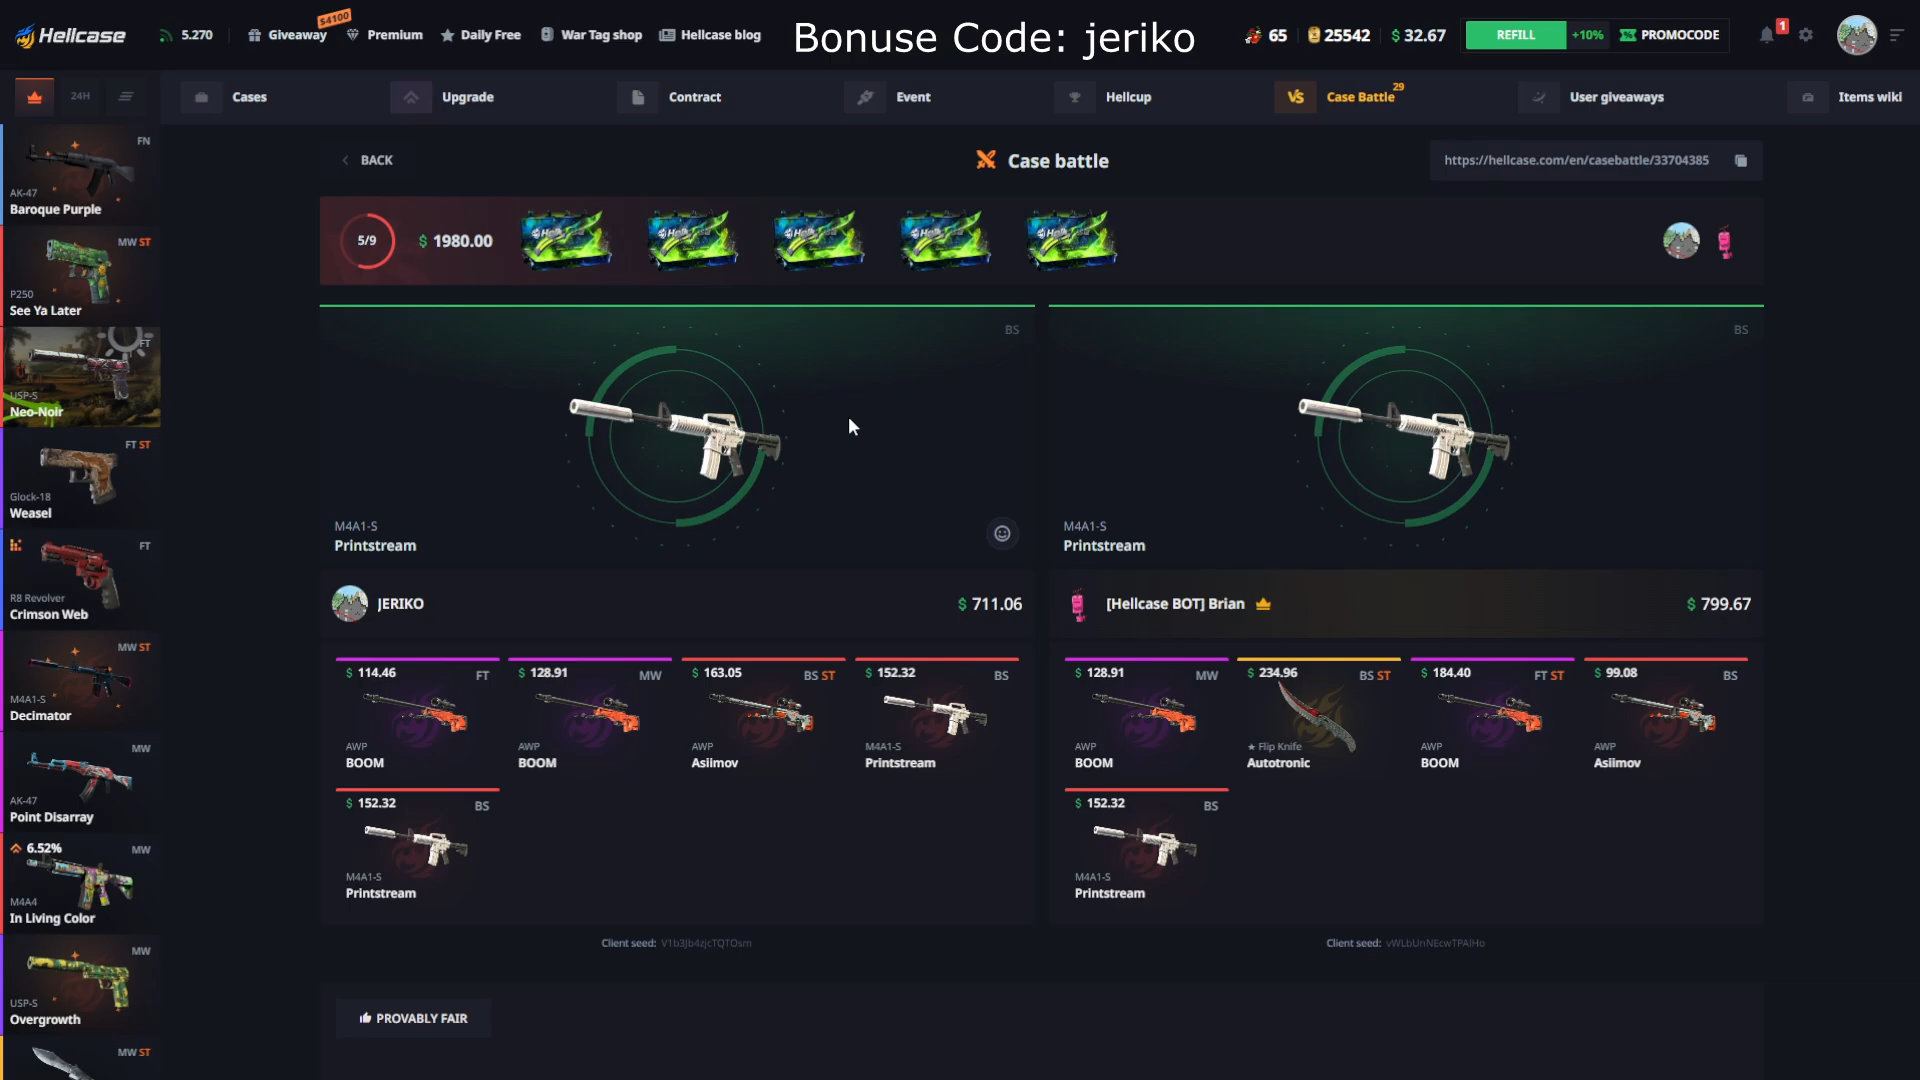 Hellcase
5.270
Giveaway
$4100
Premium
Daily Free
War Tag shop
Hellcase blog
Bonuse Code: jeriko
65
25542
$ 32.67
REFILL
+10%
PROMOCODE
1
24H
Cases
Upgrade
Contract
Event
Hellcup
VS
Case Battle
29
User giveaways
Items wiki
FN
AK-47
Baroque Purple
MW ST
P250
See Ya Later
FT
USP-S
Neo-Noir
FT ST
Glock-18
Weasel
FT
R8 Revolver
Crimson Web
MW ST
M4A1-S
Decimator
MW
AK-47
Point Disarray
6.52%
MW
M4A4
In Living Color
MW
USP-S
Overgrowth
MW ST
BACK
Case battle
https://hellcase.com/en/casebattle/33704385
5/9
$ 1980.00
BS
M4A1-S
Printstream
BS
M4A1-S
Printstream
JERIKO
$ 711.06
[Hellcase BOT] Brian
$ 799.67
$ 114.46
FT
AWP
BOOM
$ 128.91
MW
AWP
BOOM
$ 163.05
BS ST
AWP
Asiimov
$ 152.32
BS
M4A1-S
Printstream
$ 152.32
BS
M4A1-S
Printstream
$ 128.91
MW
AWP
BOOM
$ 234.96
BS ST
★ Flip Knife
Autotronic
$ 184.40
FT ST
AWP
BOOM
$ 99.08
BS
AWP
Asiimov
$ 152.32
BS
M4A1-S
Printstream
Client seed: V1b3Jb4zjcTQTOsm
Client seed: vWLbUnNEcwTPAlHo
PROVABLY FAIR